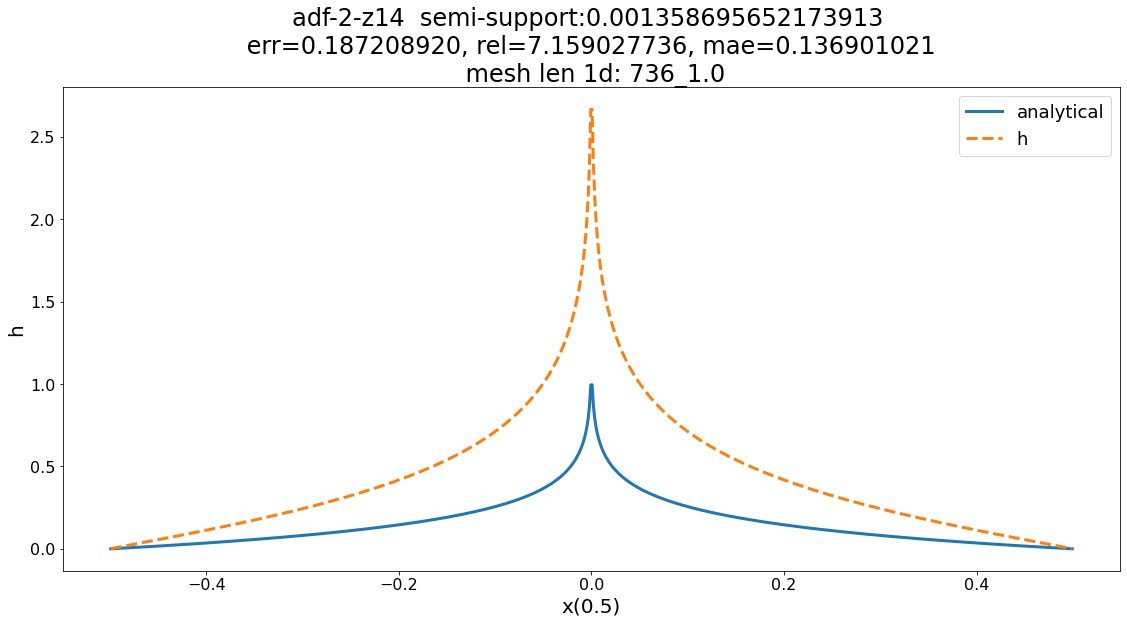 adf-2-z14  semi-support:0.001358695652173913
err=0.187208920, rel=7.159027736, mae=0.136901021
mesh len 1d: 736_1.0
analytical
h
h
2.5
2.0
1.5
1.0
0.5
0.0
−0.4
−0.2
0.0
0.2
0.4
x(0.5)